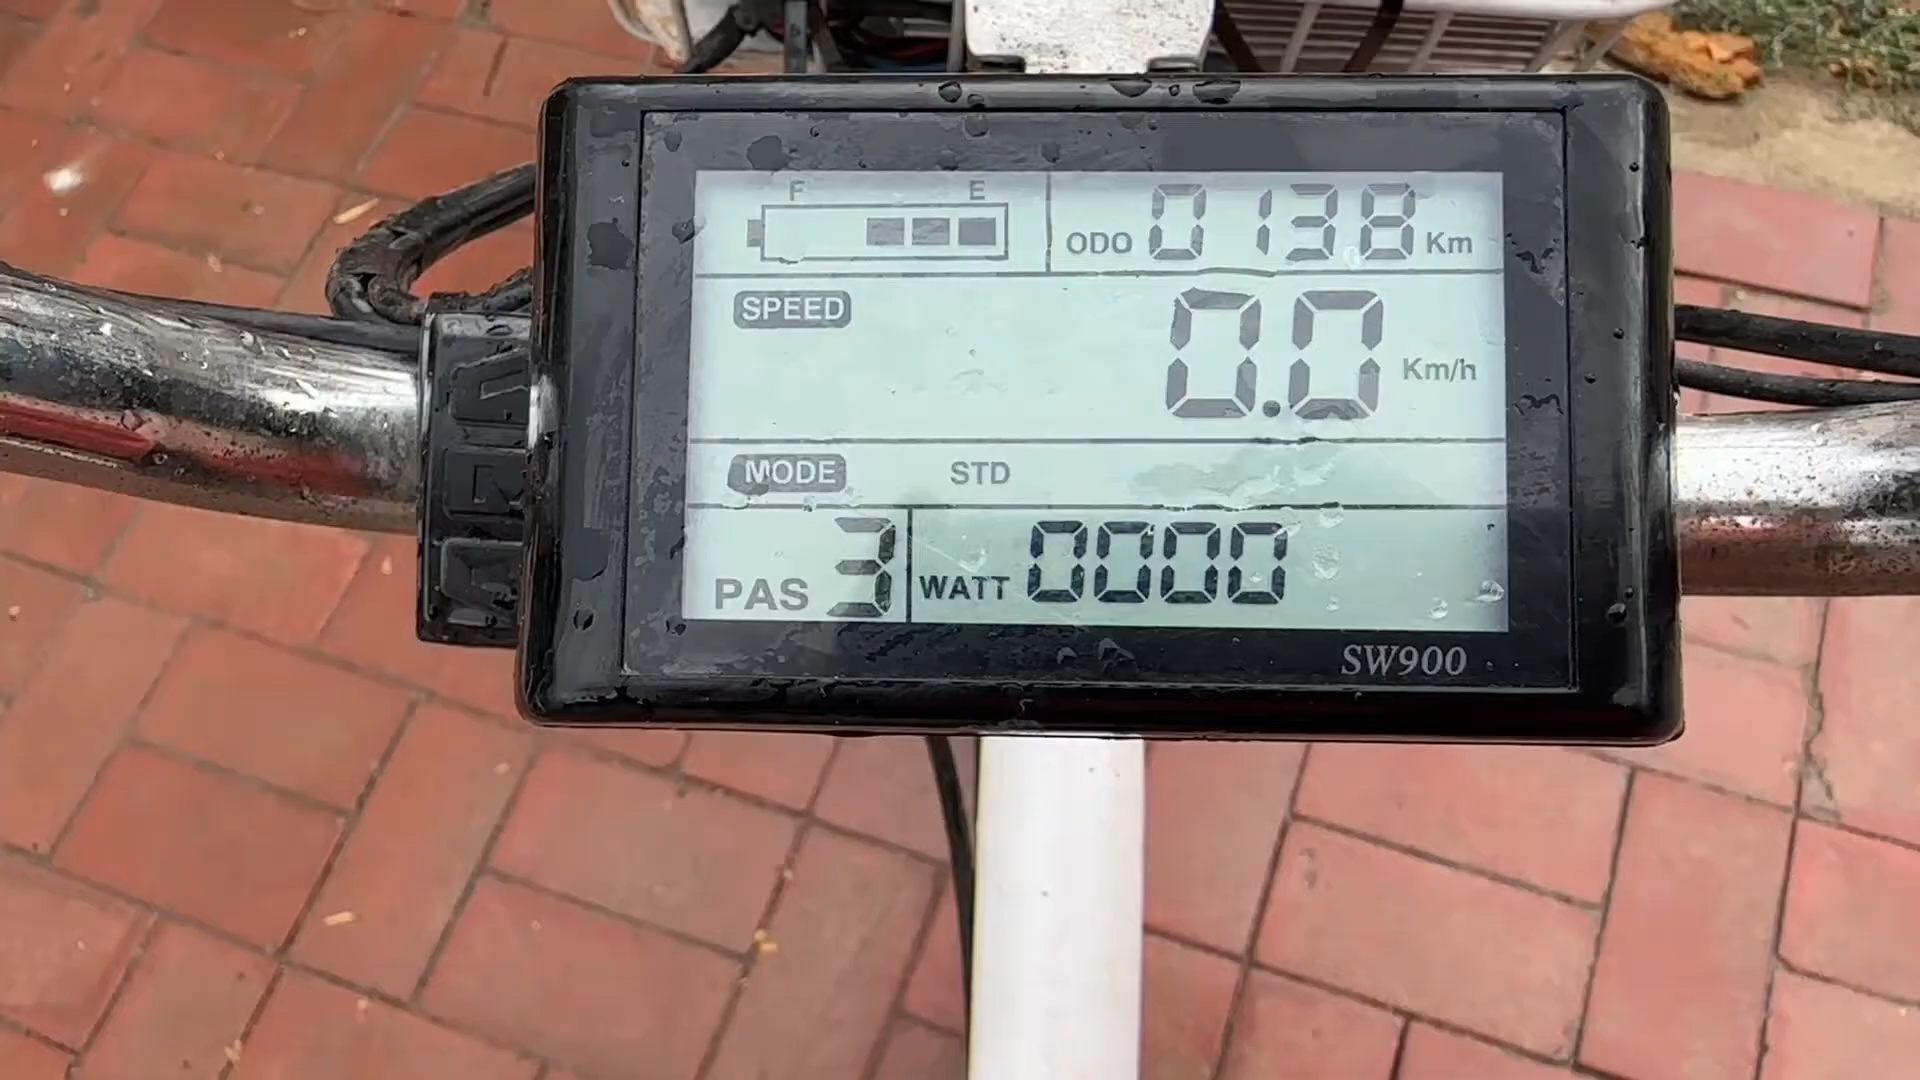 F E
ODO 0138 Km
SPEED 0.0 Km/h
MODE STD
PAS 3 WATT 0000
SW900